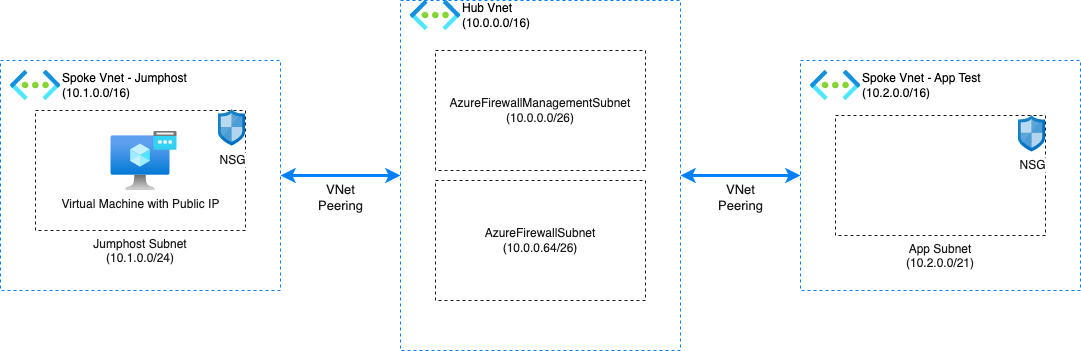 Hub Vnet
(10.0.0.0/16)
Spoke Vnet - Jumphost
(10.1.0.0/16)
NSG
Virtual Machine with Public IP
Jumphost Subnet
(10.1.0.0/24)
VNet
Peering
AzureFirewallManagementSubnet
(10.0.0.0/26)
AzureFirewallSubnet
(10.0.0.64/26)
VNet
Peering
Spoke Vnet - App Test
(10.2.0.0/16)
NSG
App Subnet
(10.2.0.0/21)